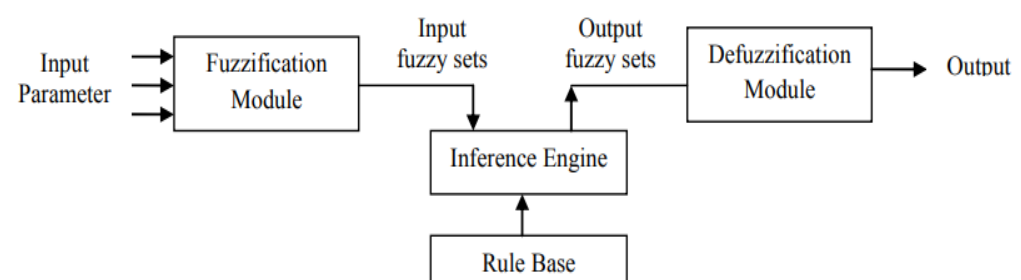 Input
Parameter
Fuzzification
Module
Input
fuzzy sets
Output
fuzzy sets
Defuzzification
Module
Output
Inference Engine
Rule Base